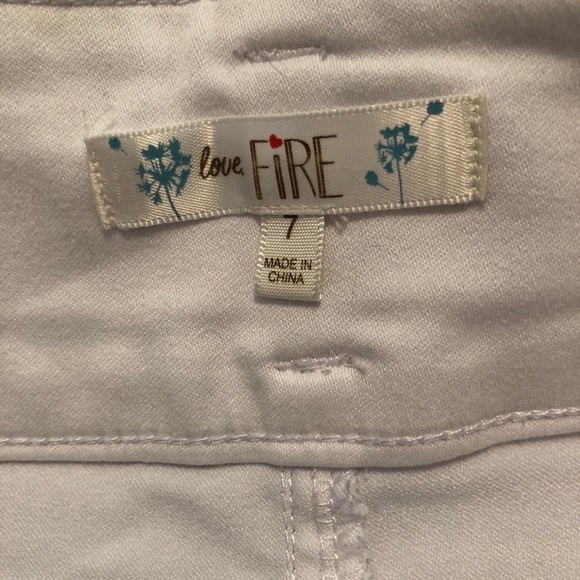 love, FiRE
7
MADE IN
CHINA